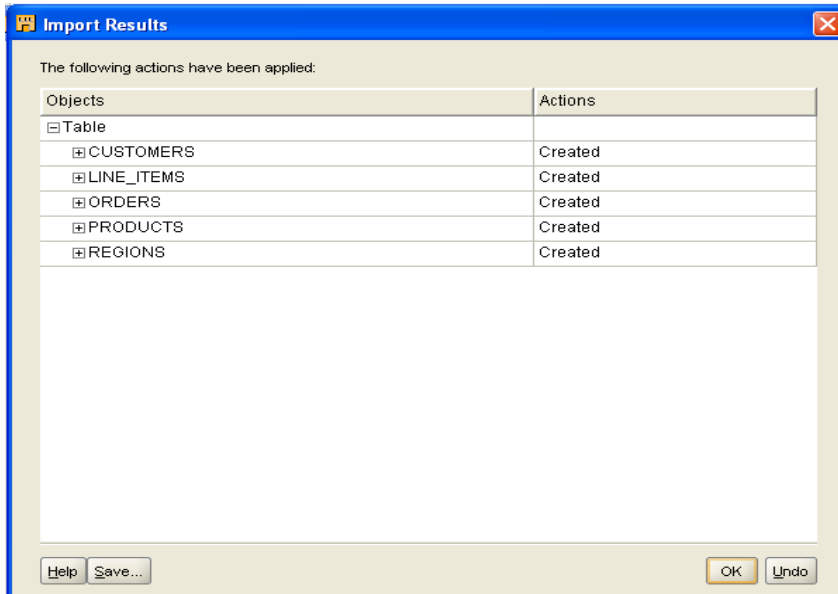 Import Results
The following actions have been applied:
Objects Actions
Table
CUSTOMERS Created
LINE_ITEMS Created
ORDERS Created
PRODUCTS Created
REGIONS Created
Help Save... OK Undo